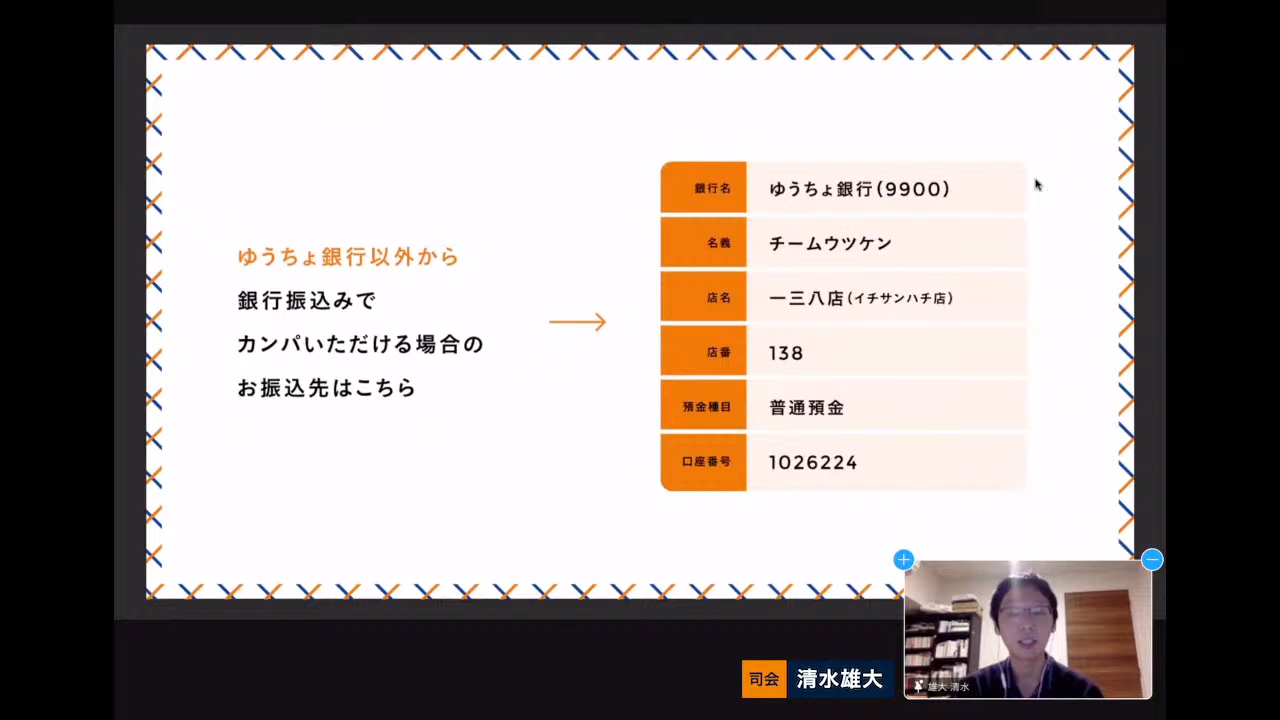 ゆうちょ銀行以外から
銀行振込みで
カンパいただける場合の
お振込先はこちら
銀行名 ゆうちょ銀行(9900)
名義 チームウツケン
店名 一三八店(イチサンハチ店)
店番 138
預金種目 普通預金
口座番号 1026224
司会 清水雄大
雄大 清水